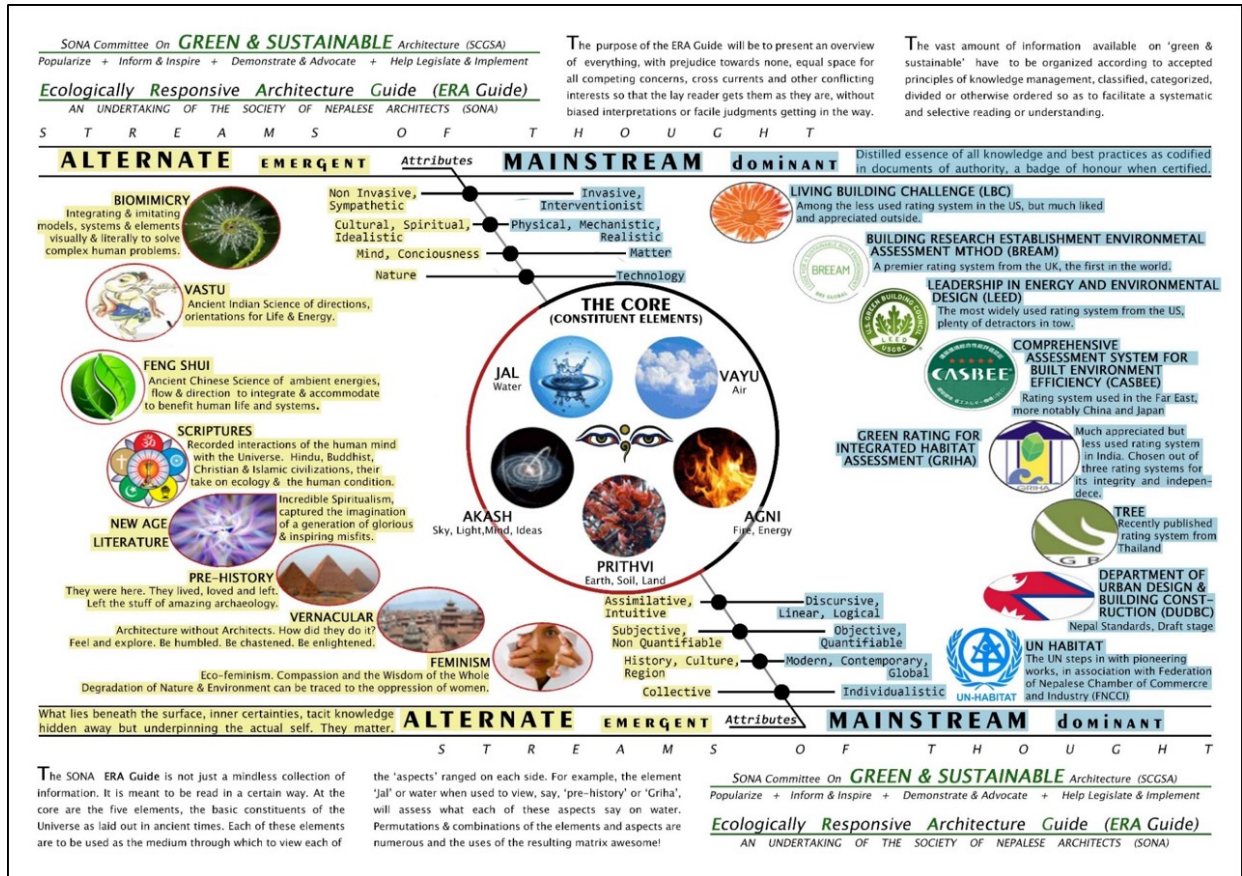 SONA Committee On GREEN & SUSTAINABLE Architecture (SCGSA)
Popularize + Inform & Inspire + Demonstrate & Advocate + Help Legislate & Implement
Ecologically Responsive Architecture Guide (ERA Guide)
AN UNDERTAKING OF THE SOCIETY OF NEPALESE ARCHITECTS (SONA)
The purpose of the ERA Guide will be to present an overview
of everything, with prejudice towards none, equal space for
all competing concerns, cross currents and other conflicting
interests so that the lay reader gets them as they are, without
biased interpretations or facile judgments getting in the way.
The vast amount of information available on 'green &
sustainable' have to be organized according to accepted
principles of knowledge management, classified, categorized,
divided or otherwise ordered so as to facilitate a systematic
and selective reading or understanding.
S T R E A M S O F T H O U G H T
ALTERNATE EMERGENT Attributes MAINSTREAM dOMINANT
Distilled essence of all knowledge and best practices as codified
in documents of authority, a badge of honour when certified.
BIOMIMICRY
Integrating & imitating
models, systems & elements
visually & literally to solve
complex human problems.
VASTU
Ancient Indian Science of directions,
orientations for Life & Energy.
FENG SHUI
Ancient Chinese Science of ambient energies,
flow & direction to integrate & accommodate
to benefit human life and systems.
SCRIPTURES
Recorded interactions of the human mind
with the Universe. Hindu, Buddhist,
Christian & Islamic civilizations, their
take on ecology & the human condition.
NEW AGE
LITERATURE
Incredible Spiritualism,
captured the imagination
of a generation of glorious
& inspiring misfits.
PRE-HISTORY
They were here. They lived, loved and left.
Left the stuff of amazing archaeology.
VERNACULAR
Architecture without Architects. How did they do it?
Feel and explore. Be humbled. Be chastened. Be enlightened.
FEMINISM
Eco-feminism. Compassion and the Wisdom of the Whole
Degradation of Nature & Environment can be traced to the oppression of women.
Non Invasive,
Sympathetic
Invasive,
Interventionist
Cultural, Spiritual,
Idealistic
Physical, Mechanistic,
Realistic
Mind, Conciousness
Matter
Nature
Technology
THE CORE
(CONSTITUENT ELEMENTS)
JAL
Water
VAYU
Air
AKASH
Sky, Light,Mind, Ideas
AGNI
Fire, Energy
PRITHVI
Earth, Soil, Land
Assimilative,
Intuitive
Discursive,
Linear, Logical
Subjective,
Non Quantifiable
Objective,
Quantifiable
History, Culture,
Region
Modern, Contemporary,
Global
Collective
Individualistic
LIVING BUILDING CHALLENGE (LBC)
Among the less used rating system in the US, but much liked
and appreciated outside.
BUILDING RESEARCH ESTABLISHMENT ENVIRONMETAL
ASSESSMENT MTHOD (BREAM)
A premier rating system from the UK, the first in the world.
BREEAM
BRE GLOBAL
LEADERSHIP IN ENERGY AND ENVIRONMENTAL
DESIGN (LEED)
The most widely used rating system from the US,
plenty of detractors in tow.
U.S. GREEN BUILDING COUNCIL
LEED
USGBC
COMPREHENSIVE
ASSESSMENT SYSTEM FOR
BUILT ENVIRONMENT
EFFICIENCY (CASBEE)
Rating system used in the Far East,
more notably China and Japan
CASBEE
GREEN RATING FOR
INTEGRATED HABITAT
ASSESSMENT (GRIHA)
GRIHA
Much appreciated but
less used rating system
in India. Chosen out of
three rating systems for
its integrity and indepen-
dece.
TREE
Recently published
rating system from
Thailand
G B
DEPARTMENT OF
URBAN DESIGN &
BUILDING CONST-
RUCTION (DUDBC)
Nepal Standards, Draft stage
UN HABITAT
The UN steps in with pioneering
works, in association with Federation
of Nepalese Chamber of Commercre
and Industry (FNCCI)
UN-HABITAT
What lies beneath the surface, inner certainties, tacit knowledge
hidden away but underpinning the actual self. They matter.
ALTERNATE EMERGENT Attributes MAINSTREAM dOMINANT
S T R E A M S O F T H O U G H T
The SONA ERA Guide is not just a mindless collection of
information. It is meant to be read in a certain way. At the
core are the five elements, the basic constituents of the
Universe as laid out in ancient times. Each of these elements
are to be used as the medium through which to view each of
the 'aspects' ranged on each side. For example, the element
'Jal' or water when used to view, say, 'pre-history' or 'Griha',
will assess what each of these aspects say on water.
Permutations & combinations of the elements and aspects are
numerous and the uses of the resulting matrix awesome!
SONA Committee On GREEN & SUSTAINABLE Architecture (SCGSA)
Popularize + Inform & Inspire + Demonstrate & Advocate + Help Legislate & Implement
Ecologically Responsive Architecture Guide (ERA Guide)
AN UNDERTAKING OF THE SOCIETY OF NEPALESE ARCHITECTS (SONA)